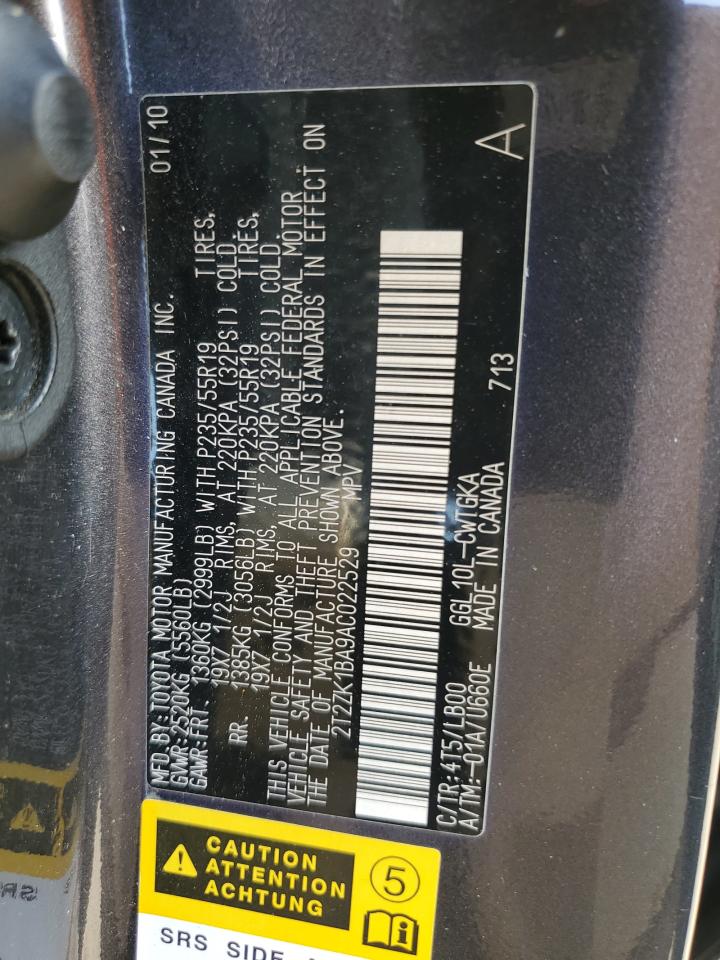 MFD.BY:TOYOTA MOTOR MANUFACTURING CANADA INC. 01/10
GVWR:2520KG (5560LB)
GAWR:FRT. 1360KG (2999LB) WITH P235/55R19 TIRES,
19X7 1/2J RIMS, AT 220KPA (32PSI) COLD.
RR. 1385KG (3056LB) WITH P235/55R19 TIRES,
19X7 1/2J RIMS, AT 220KPA (32PSI) COLD.
THIS VEHICLE CONFORMS TO ALL APPLICABLE FEDERAL MOTOR
VEHICLE SAFETY AND THEFT PREVENTION STANDARDS IN EFFECT ON
THE DATE OF MANUFACTURE SHOWN ABOVE.
2T2ZK1BA9AC022529 MPV
C/TR:4T5/LB00 GGL10L-CWTGKA
A/TM:-01A/U660E MADE IN CANADA 713 A
CAUTION
ATTENTION
ACHTUNG
5
SRS SIDE